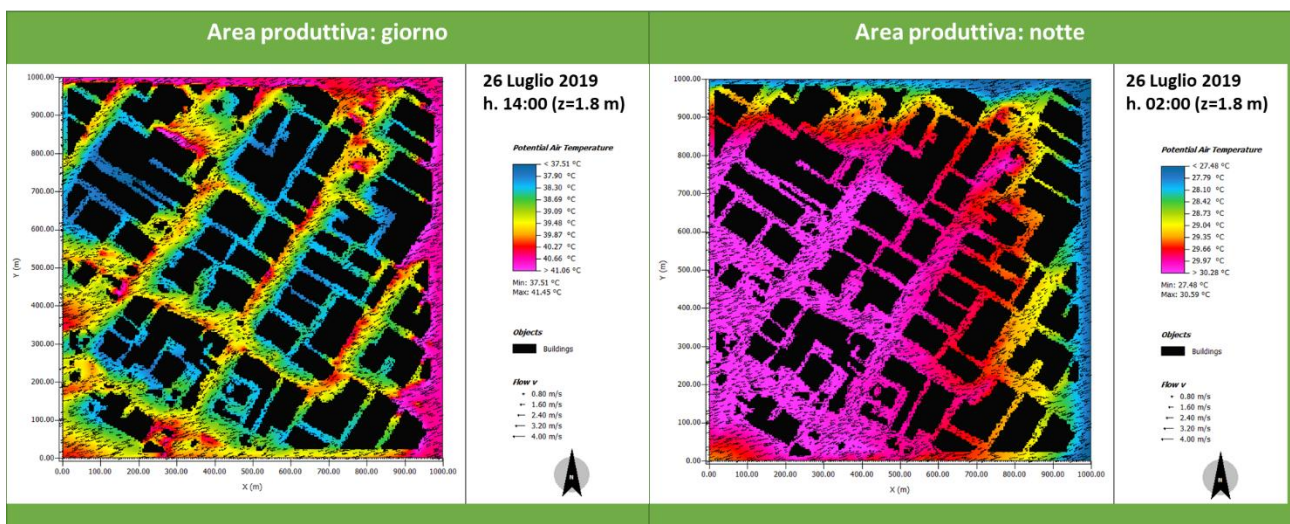 Area produttiva: giorno
Area produttiva: notte
1000.00
900.00
800.00
700.00
600.00
500.00
400.00
300.00
200.00
100.00
0.00
Y (m)
0.00 100.00 200.00 300.00 400.00 500.00 600.00 700.00 800.00 900.00 1000.00
X (m)
26 Luglio 2019
h. 14:00 (z=1.8 m)
Potential Air Temperature
< 37.51 °C
37.90 °C
38.30 °C
38.69 °C
39.09 °C
39.48 °C
39.87 °C
40.27 °C
40.66 °C
> 41.06 °C
Min: 37.51 °C
Max: 41.45 °C
Objects
Buildings
Flow v
0.80 m/s
1.60 m/s
2.40 m/s
3.20 m/s
4.00 m/s
N
1000.00
900.00
800.00
700.00
600.00
500.00
400.00
300.00
200.00
100.00
0.00
Y (m)
0.00 100.00 200.00 300.00 400.00 500.00 600.00 700.00 800.00 900.00 1000.00
X (m)
26 Luglio 2019
h. 02:00 (z=1.8 m)
Potential Air Temperature
< 27.48 °C
27.79 °C
28.10 °C
28.42 °C
28.73 °C
29.04 °C
29.35 °C
29.66 °C
29.97 °C
> 30.28 °C
Min: 27.48 °C
Max: 30.59 °C
Objects
Buildings
Flow v
0.80 m/s
1.60 m/s
2.40 m/s
3.20 m/s
4.00 m/s
N